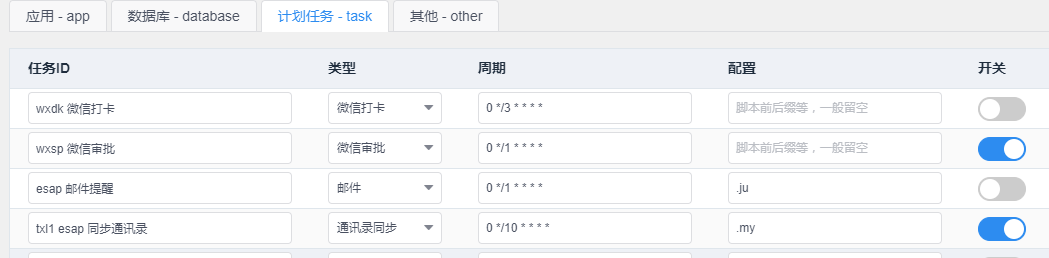 应用 - app 数据库 - database 计划任务 - task 其他 - other
任务ID 类型 周期 配置 开关
wxdk 微信打卡 微信打卡 0 */3 * * * * 脚本前后缀等，一般留空
wxsp 微信审批 微信审批 0 */1 * * * * 脚本前后缀等，一般留空
esap 邮件提醒 邮件 0 */1 * * * * .ju
txl1 esap 同步通讯录 通讯录同步 0 */10 * * * * .my